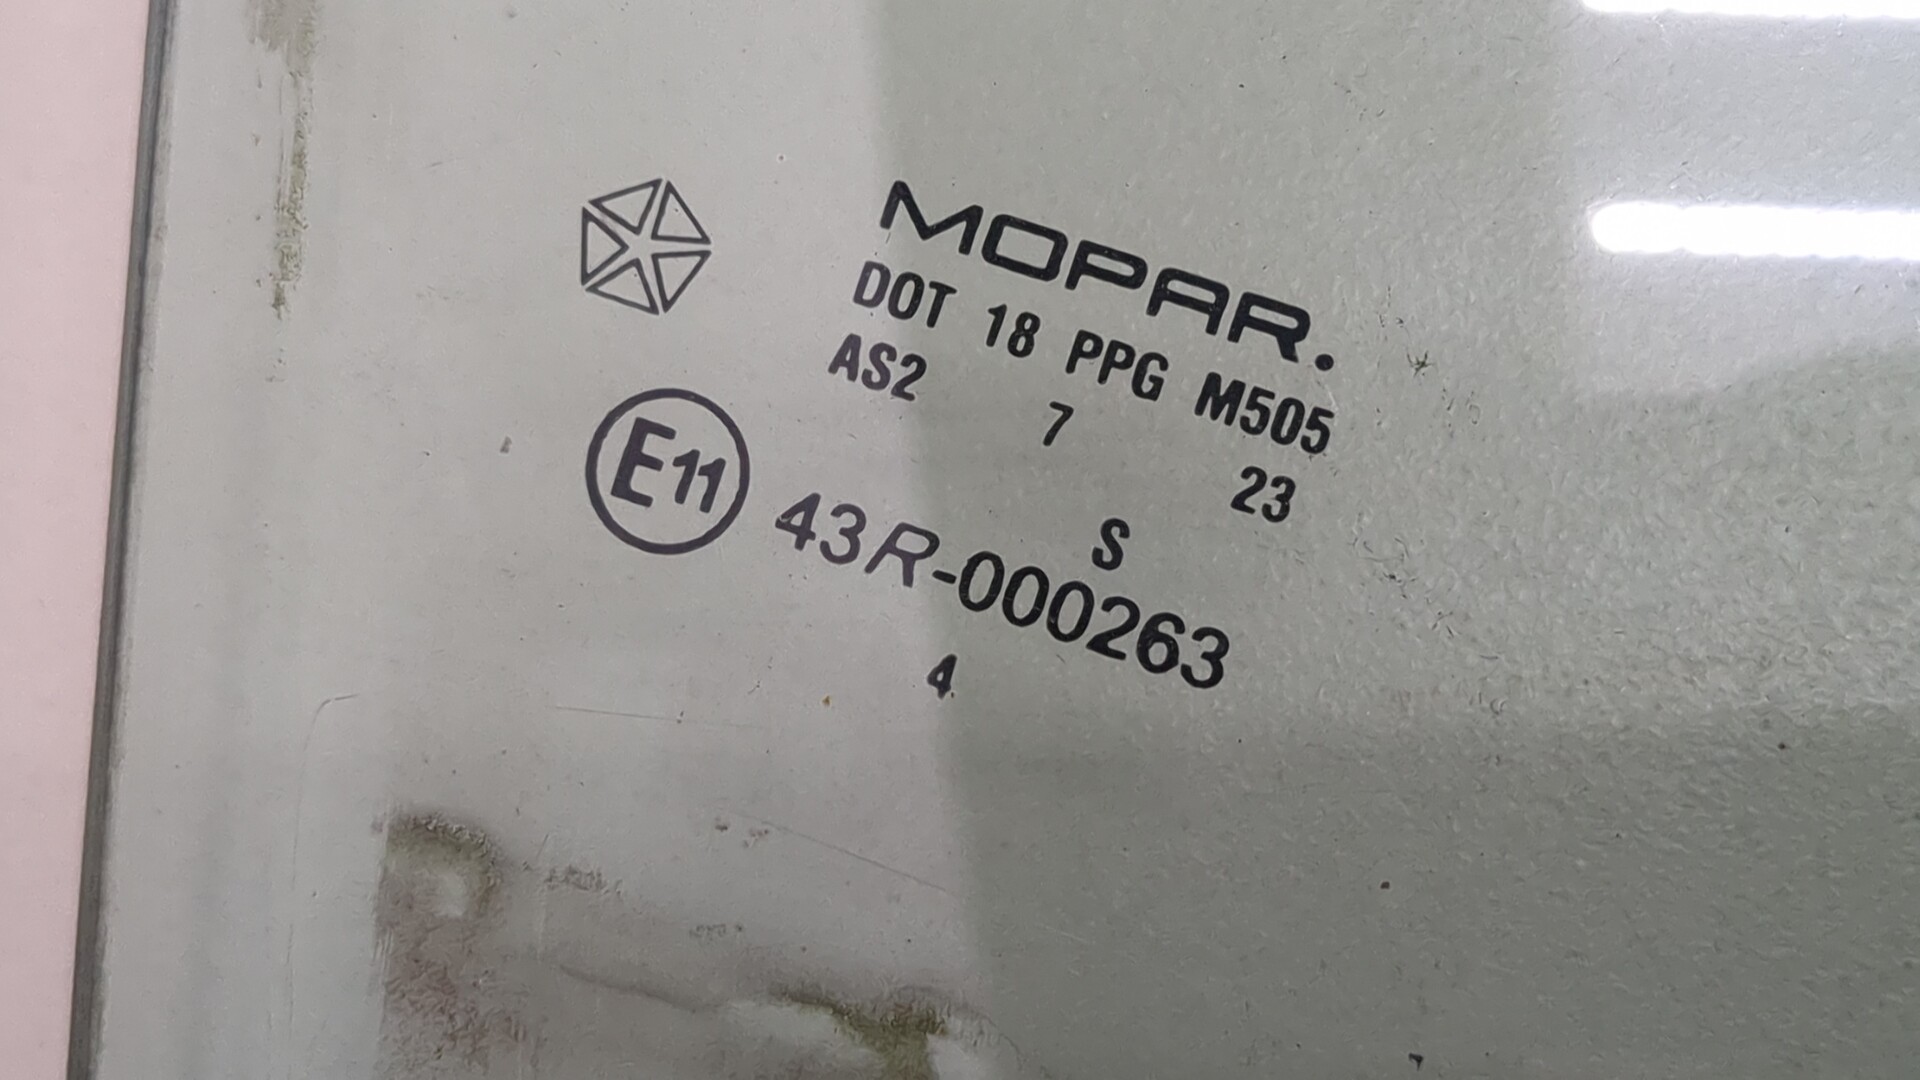 MOPAR.
DOT 18 PPG M505
AS2 7 23
S
E11 43R-000263
4